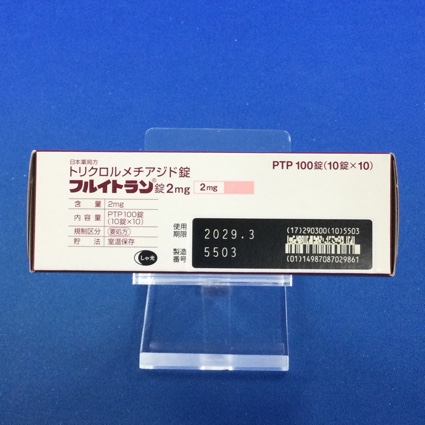 日本薬局方
トリクロルメチアジド錠
フルイトラン®錠2mg
2mg
PTP 100錠(10錠×10)
含量 2mg
内容量 PTP100錠
(10錠×10)
規制区分 要処方
貯法 室温保存
しゃ光
使用
期限
2029.3
製造
番号
5503
(17)290300(10)5503
(01)14987087029861